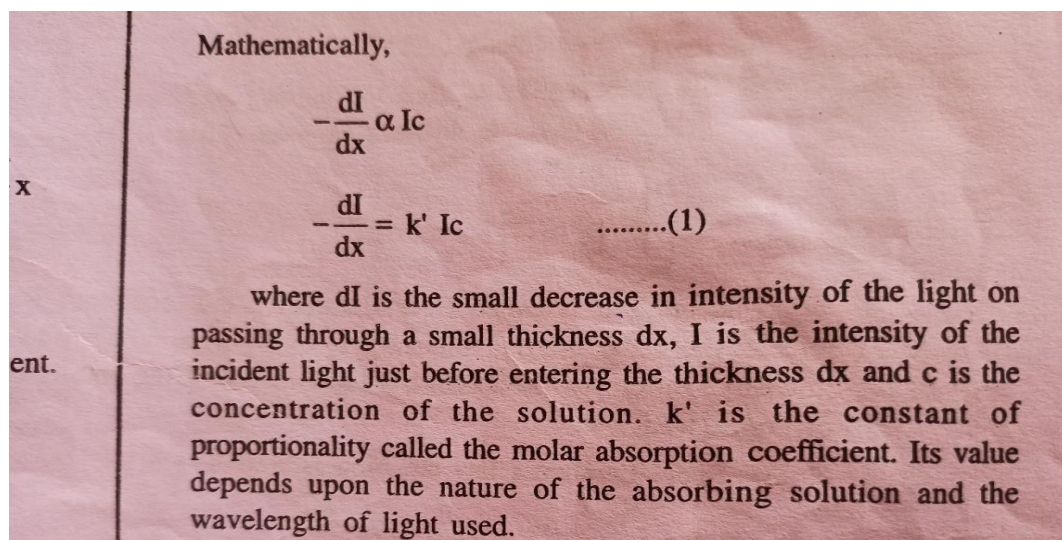 Mathematically,
-dI/dx α Ic
x
-dI/dx = k' Ic .........(1)
where dI is the small decrease in intensity of the light on
passing through a small thickness dx, I is the intensity of the
ent.
incident light just before entering the thickness dx and c is the
concentration of the solution. k' is the constant of
proportionality called the molar absorption coefficient. Its value
depends upon the nature of the absorbing solution and the
wavelength of light used.